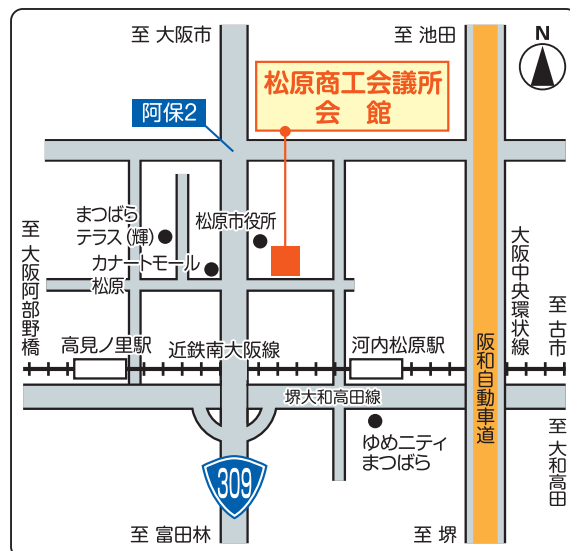 至 大阪市
至 池田
N
松原商工会議所
会 館
阿保2
まつばら
テラス(輝)
松原市役所
カナートモール
松原
至 大阪阿部野橋
大阪中央環状線
至 古市
高見ノ里駅
近鉄南大阪線
河内松原駅
阪和自動車道
堺大和高田線
ゆめニティ
まつばら
至 大和高田
309
至 富田林
至 堺